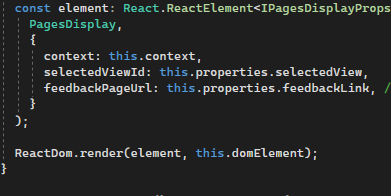 const element: React.ReactElement<IPagesDisplayProps
PagesDisplay,
{
context: this.context,
selectedViewId: this.properties.selectedView,
feedbackPageUrl: this.properties.feedbackLink, /
}
);
ReactDom.render(element, this.domElement);
}